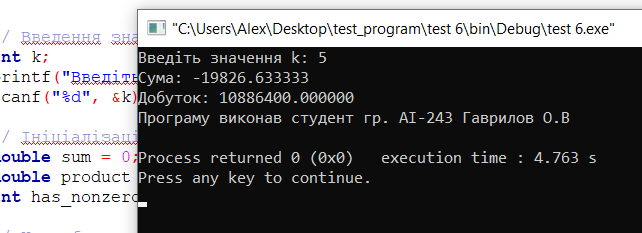 "C:\Users\Alex\Desktop\test_program\test 6\bin\Debug\test 6.exe"
/ Введення зна
nt k;
rintf("Введіть
canf("%d", &k)
/ Ініціалізаці
double sum = 0;
double product
nt has_nonzero
Введіть значення k: 5
Сума: -19826.633333
Добуток: 10886400.000000
Програму виконав студент гр. АІ-243 Гаврилов О.В
Process returned 0 (0x0)   execution time : 4.763 s
Press any key to continue.